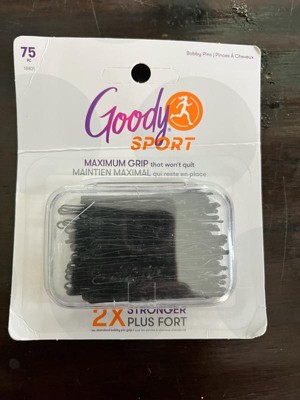 75
PC
Bobby Pins | Pinces À Cheveux
Goody®
SPORT
MAXIMUM GRIP that won't quit
MAINTIEN MAXIMAL qui reste en place
2X STRONGER
PLUS FORT